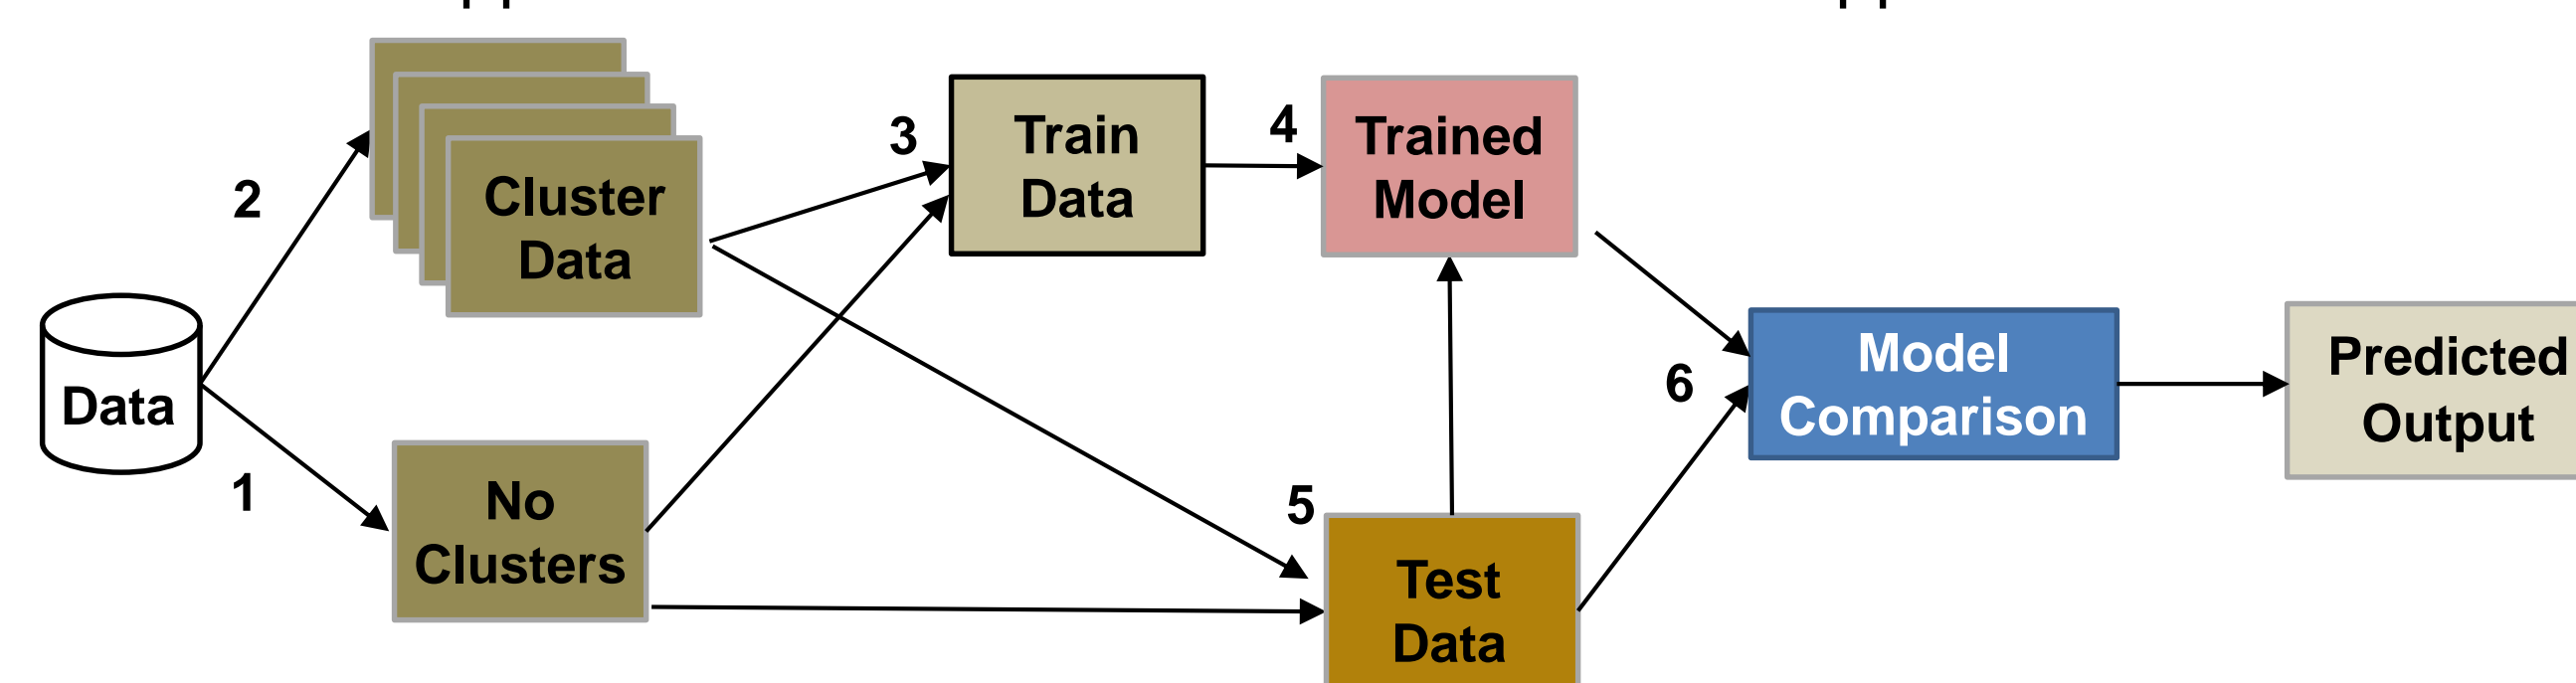 2
Cluster
Data
3
Train
Data
4
Trained
Model
Data
1
No
Clusters
5
Test
Data
6
Model
Comparison
Predicted
Output